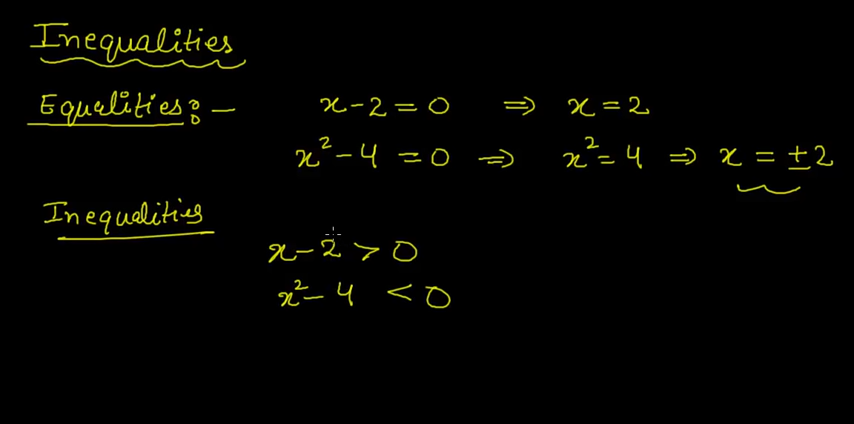 Inequalities
Equalities:- x-2=0 ⇒ x=2
x²-4=0 ⇒ x²=4 ⇒ x=±2
Inequalities
x-2>0
x²-4<0